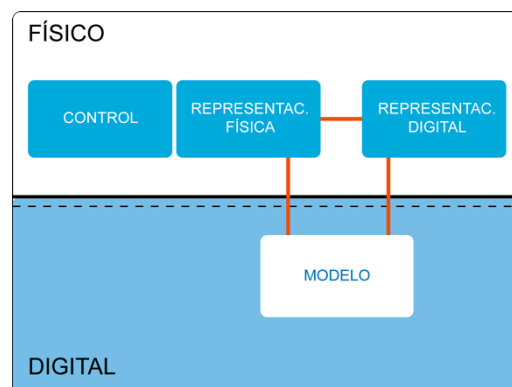 FÍSICO
CONTROL
REPRESENTAC.
FÍSICA
REPRESENTAC.
DIGITAL
MODELO
DIGITAL